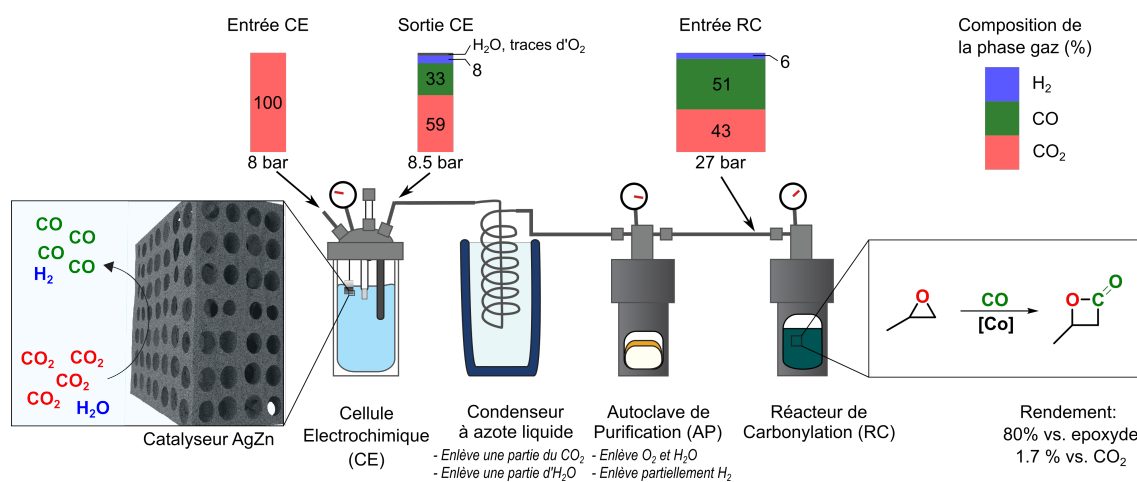 Entrée CE
Sortie CE
Entrée RC
Composition de
la phase gaz (%)
H2O, traces d'O2
8
33
59
100
6
51
43
H2
CO
CO2
8 bar
8.5 bar
27 bar
CO
CO
CO
CO
H2
CO2
CO2
CO2
CO2
H2O
Catalyseur AgZn
O
CO
[Co]
O
C
O
Cellule
Electrochimique
(CE)
Condenseur
à azote liquide
- Enlève une partie du CO2
- Enlève une partie d'H2O
Autoclave de
Purification (AP)
- Enlève O2 et H2O
- Enlève partiellement H2
Réacteur de
Carbonylation (RC)
Rendement:
80% vs. epoxyde
1.7 % vs. CO2